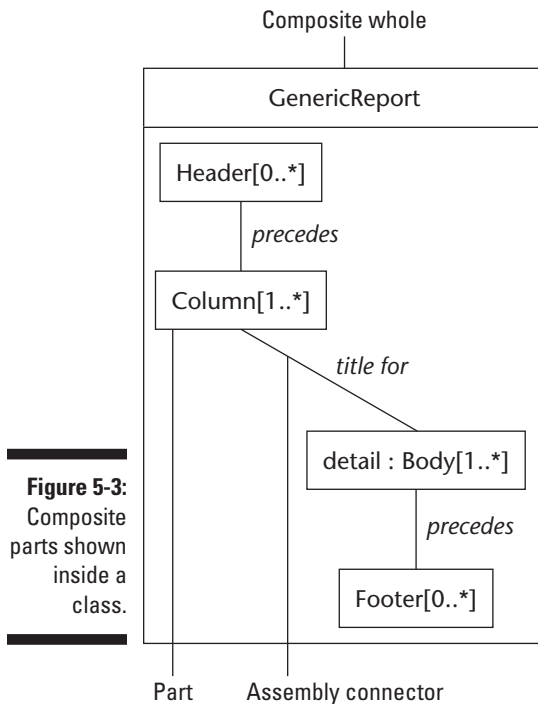 Composite whole
GenericReport
Header[0..*]
precedes
Column[1..*]
title for
detail : Body[1..*]
precedes
Footer[0..*]
Figure 5-3:
Composite
parts shown
inside a
class.
Part
Assembly connector